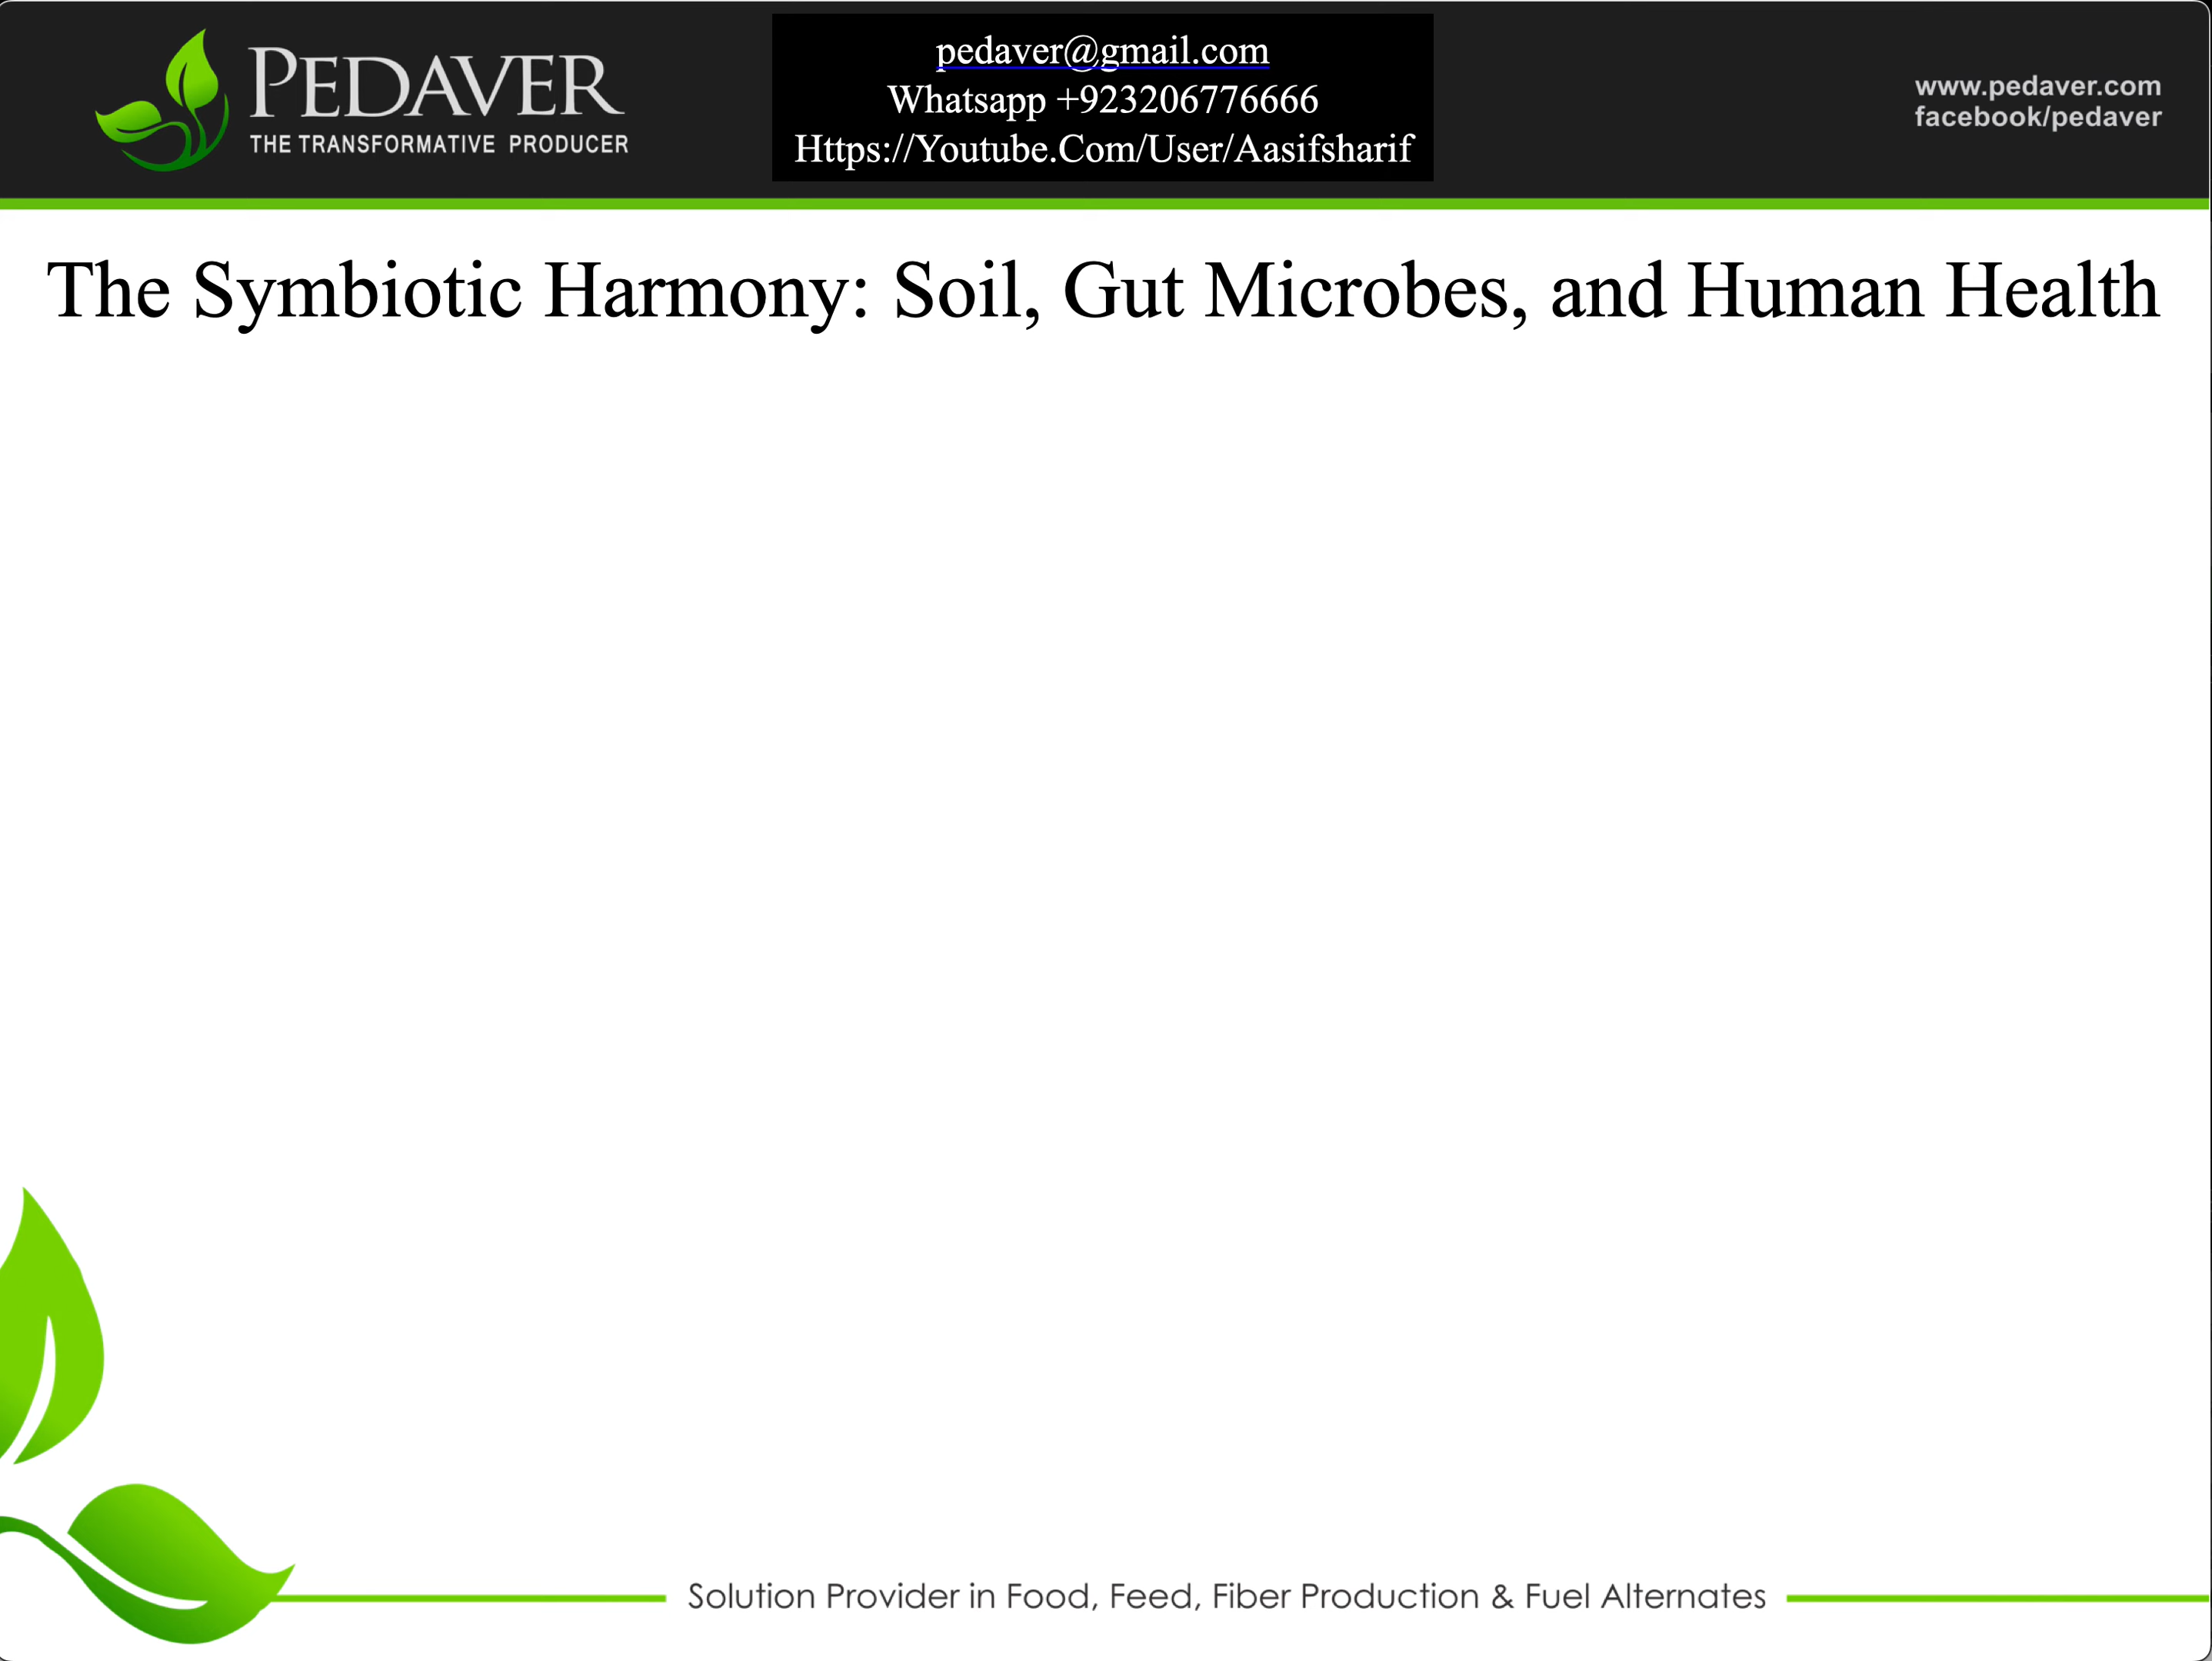 PEDAVER
THE TRANSFORMATIVE PRODUCER
pedaver@gmail.com
Whatsapp +923206776666
Https://Youtube.Com/User/Aasifsharif
www.pedaver.com
facebook/pedaver
The Symbiotic Harmony: Soil, Gut Microbes, and Human Health
Solution Provider in Food, Feed, Fiber Production & Fuel Alternates